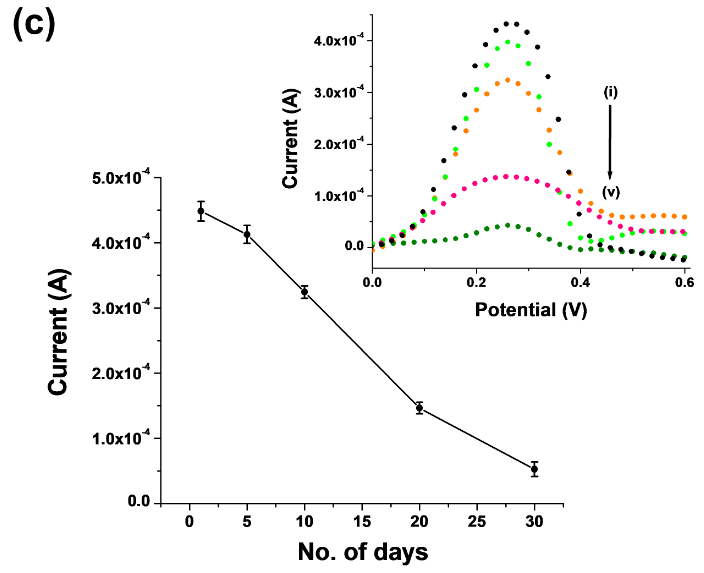 (c)
4.0x10⁻⁴
3.0x10⁻⁴
2.0x10⁻⁴
1.0x10⁻⁴
0.0
Current (A)
(i)
(v)
0.0 0.2 0.4 0.6
Potential (V)
5.0x10⁻⁴
4.0x10⁻⁴
3.0x10⁻⁴
2.0x10⁻⁴
1.0x10⁻⁴
0.0
Current (A)
0 5 10 15 20 25 30
No. of days